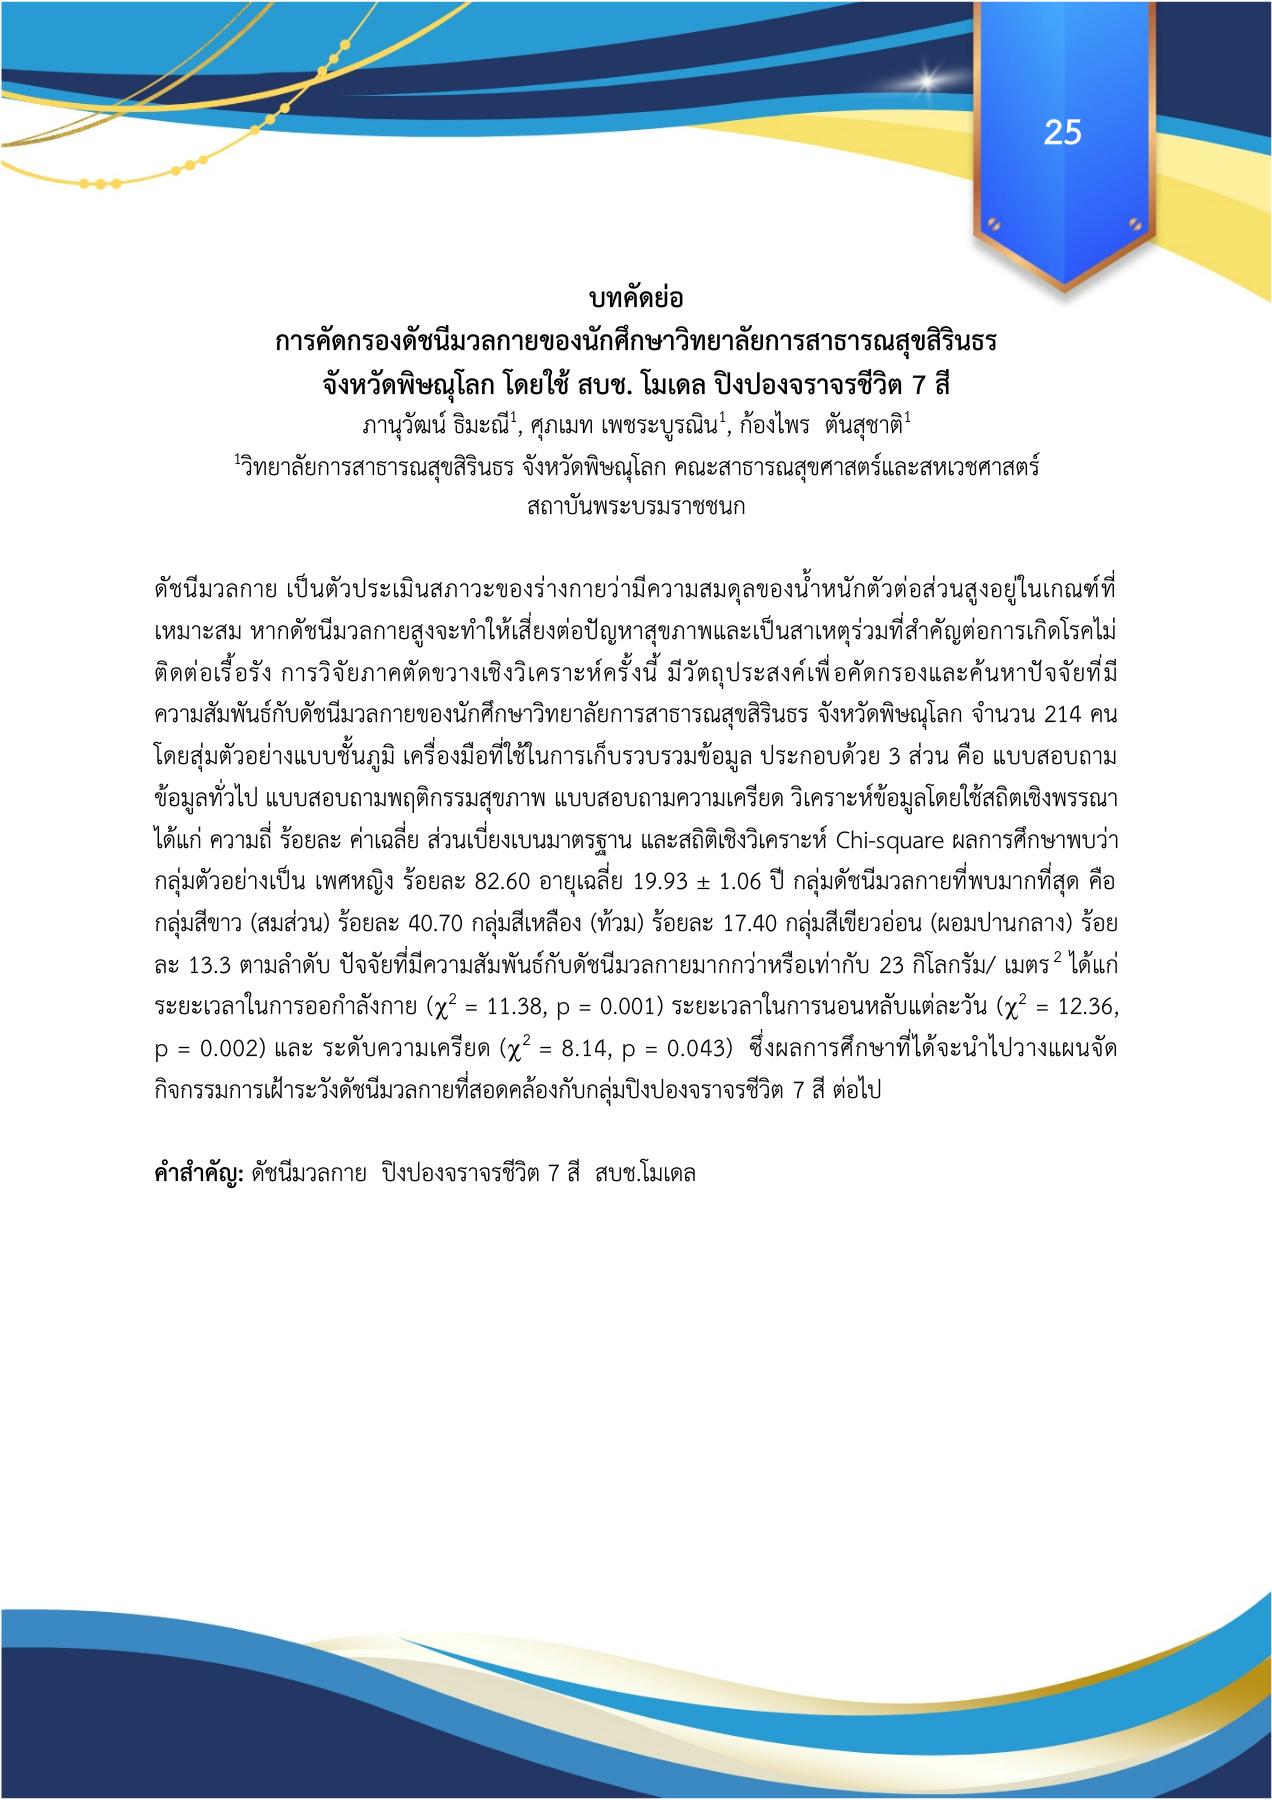 25
บทคัดย่อ
การคัดกรองดัชนีมวลกายของนักศึกษาวิทยาลัยการสาธารณสุขสิรินธร
จังหวัดพิษณุโลก โดยใช้ สบช. โมเดล ปิงปองจราจรชีวิต 7 สี
ภานุวัฒน์ ธิมะณี¹, ศุภเมท เพชระบูรณิน¹, ก้องไพร ตันสุชาติ¹
¹วิทยาลัยการสาธารณสุขสิรินธร จังหวัดพิษณุโลก คณะสาธารณสุขศาสตร์และสหเวชศาสตร์
สถาบันพระบรมราชชนก
ดัชนีมวลกาย เป็นตัวประเมินสภาวะของร่างกายว่ามีความสมดุลของน้ำหนักตัวต่อส่วนสูงอยู่ในเกณฑ์ที่
เหมาะสม หากดัชนีมวลกายสูงจะทำให้เสี่ยงต่อปัญหาสุขภาพและเป็นสาเหตุร่วมที่สำคัญต่อการเกิดโรคไม่
ติดต่อเรื้อรัง การวิจัยภาคตัดขวางเชิงวิเคราะห์ครั้งนี้ มีวัตถุประสงค์เพื่อคัดกรองและค้นหาปัจจัยที่มี
ความสัมพันธ์กับดัชนีมวลกายของนักศึกษาวิทยาลัยการสาธารณสุขสิรินธร จังหวัดพิษณุโลก จำนวน 214 คน
โดยสุ่มตัวอย่างแบบชั้นภูมิ เครื่องมือที่ใช้ในการเก็บรวบรวมข้อมูล ประกอบด้วย 3 ส่วน คือ แบบสอบถาม
ข้อมูลทั่วไป แบบสอบถามพฤติกรรมสุขภาพ แบบสอบถามความเครียด วิเคราะห์ข้อมูลโดยใช้สถิตเชิงพรรณา
ได้แก่ ความถี่ ร้อยละ ค่าเฉลี่ย ส่วนเบี่ยงเบนมาตรฐาน และสถิติเชิงวิเคราะห์ Chi-square ผลการศึกษาพบว่า
กลุ่มตัวอย่างเป็น เพศหญิง ร้อยละ 82.60 อายุเฉลี่ย 19.93 ± 1.06 ปี กลุ่มดัชนีมวลกายที่พบมากที่สุด คือ
กลุ่มสีขาว (สมส่วน) ร้อยละ 40.70 กลุ่มสีเหลือง (ท้วม) ร้อยละ 17.40 กลุ่มสีเขียวอ่อน (ผอมปานกลาง) ร้อย
ละ 13.3 ตามลำดับ ปัจจัยที่มีความสัมพันธ์กับดัชนีมวลกายมากกว่าหรือเท่ากับ 23 กิโลกรัม/ เมตร² ได้แก่
ระยะเวลาในการออกกำลังกาย (χ² = 11.38, p = 0.001) ระยะเวลาในการนอนหลับแต่ละวัน (χ² = 12.36,
p = 0.002) และ ระดับความเครียด (χ² = 8.14, p = 0.043) ซึ่งผลการศึกษาที่ได้จะนำไปวางแผนจัด
กิจกรรมการเฝ้าระวังดัชนีมวลกายที่สอดคล้องกับกลุ่มปิงปองจราจรชีวิต 7 สี ต่อไป
คำสำคัญ: ดัชนีมวลกาย ปิงปองจราจรชีวิต 7 สี สบช.โมเดล